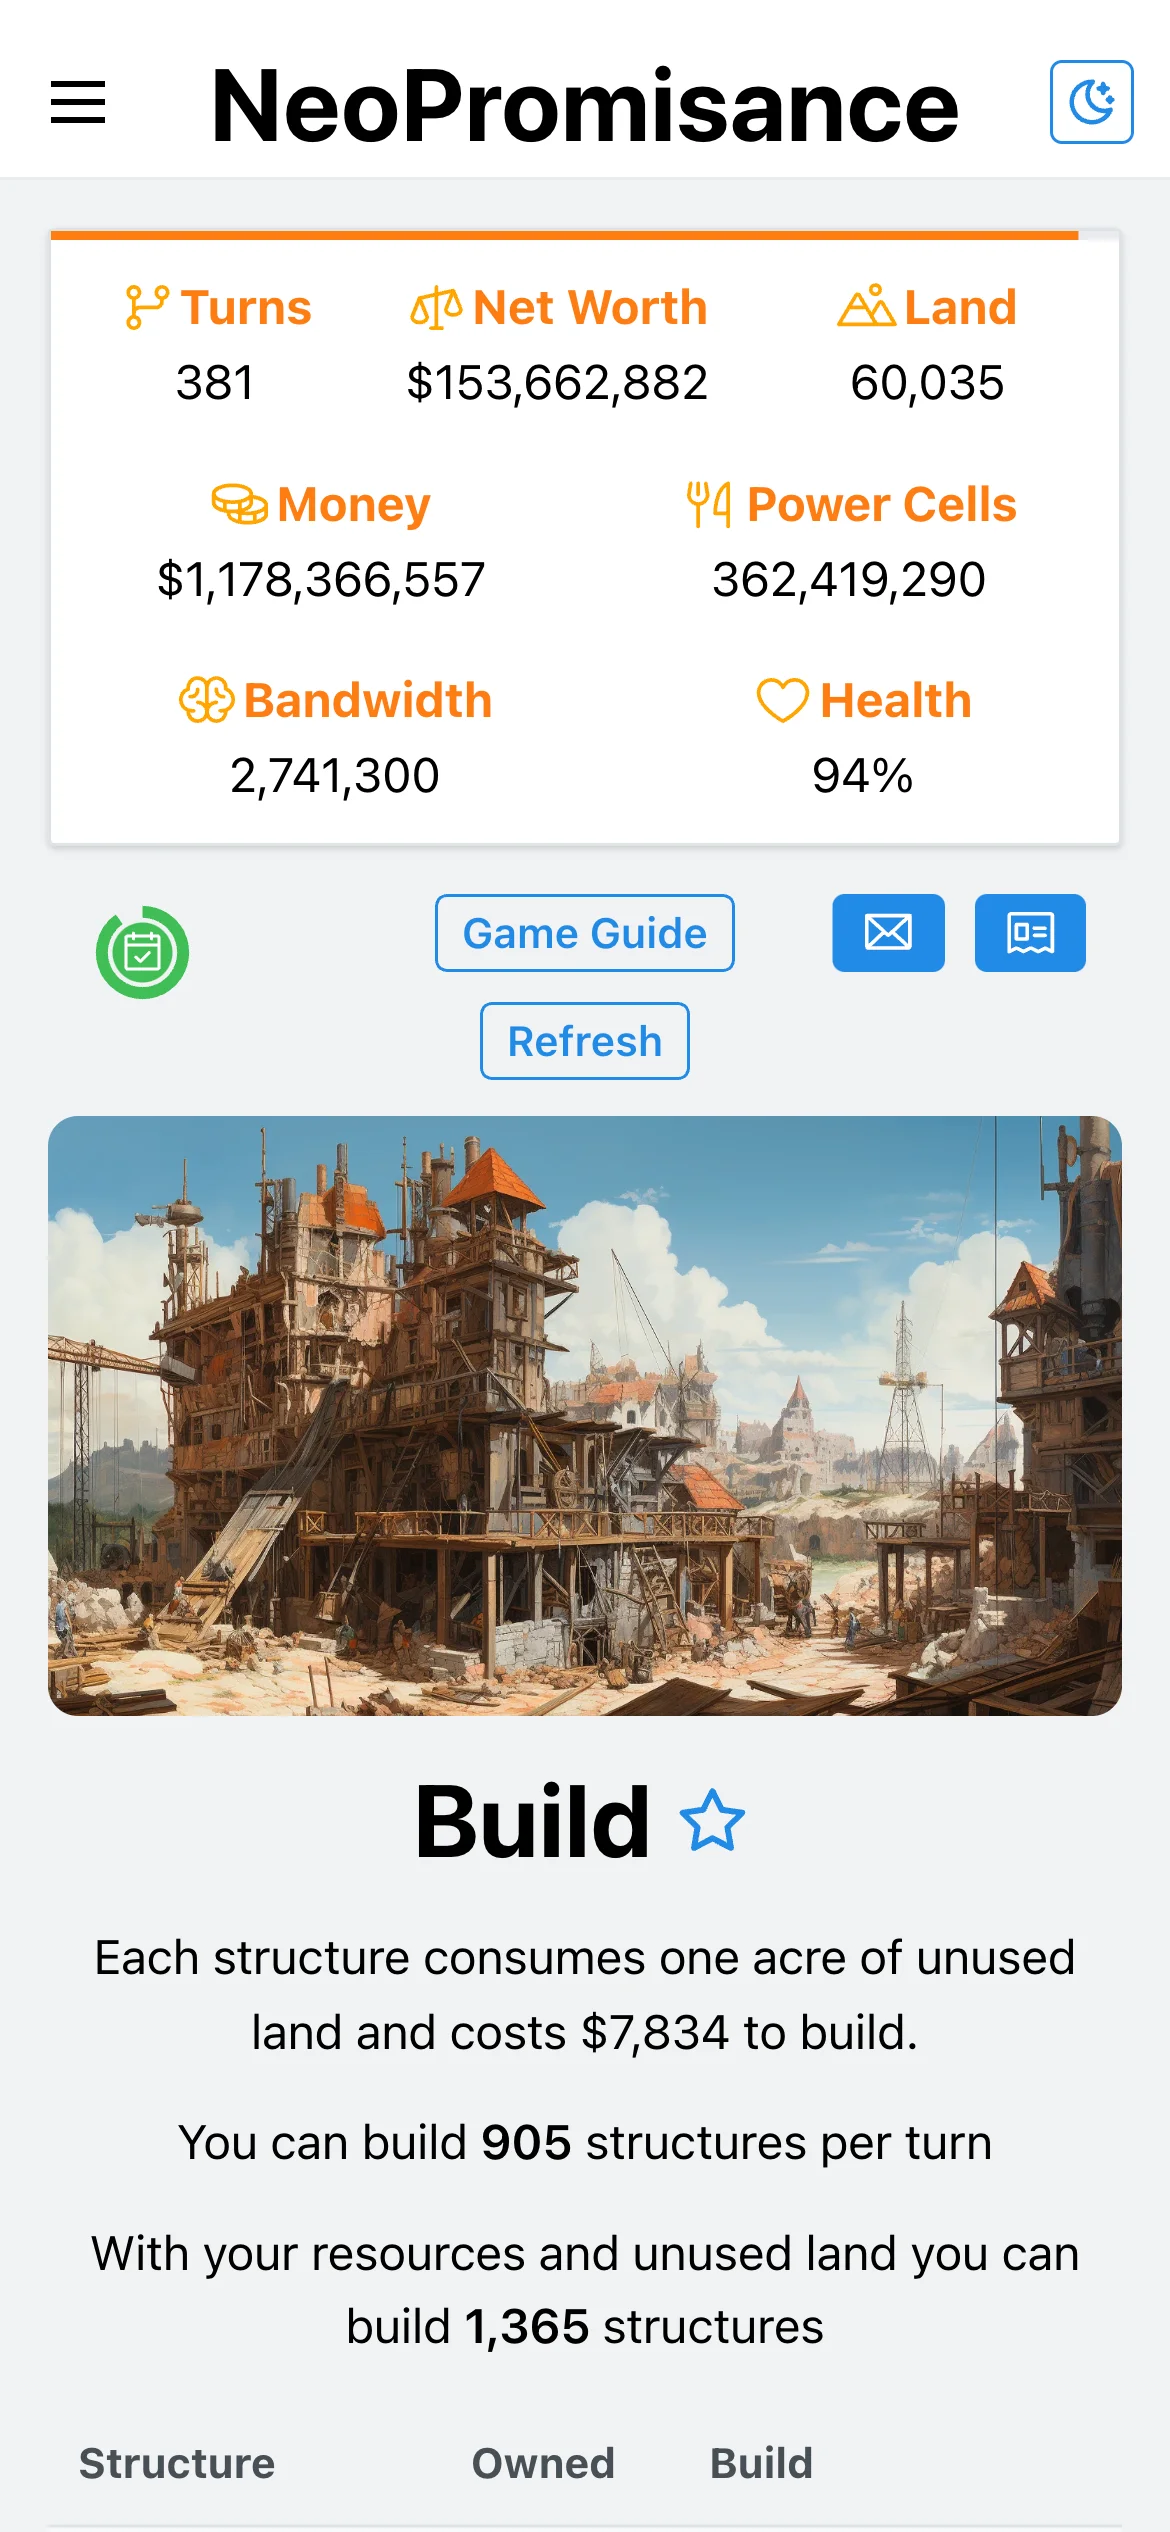 NeoPromisance
Turns Net Worth Land
381 $153,662,882 60,035
Money Power Cells
$1,178,366,557 362,419,290
Bandwidth Health
2,741,300 94%
Game Guide
Refresh
Build
Each structure consumes one acre of unused
land and costs $7,834 to build.
You can build 905 structures per turn
With your resources and unused land you can
build 1,365 structures
Structure Owned Build